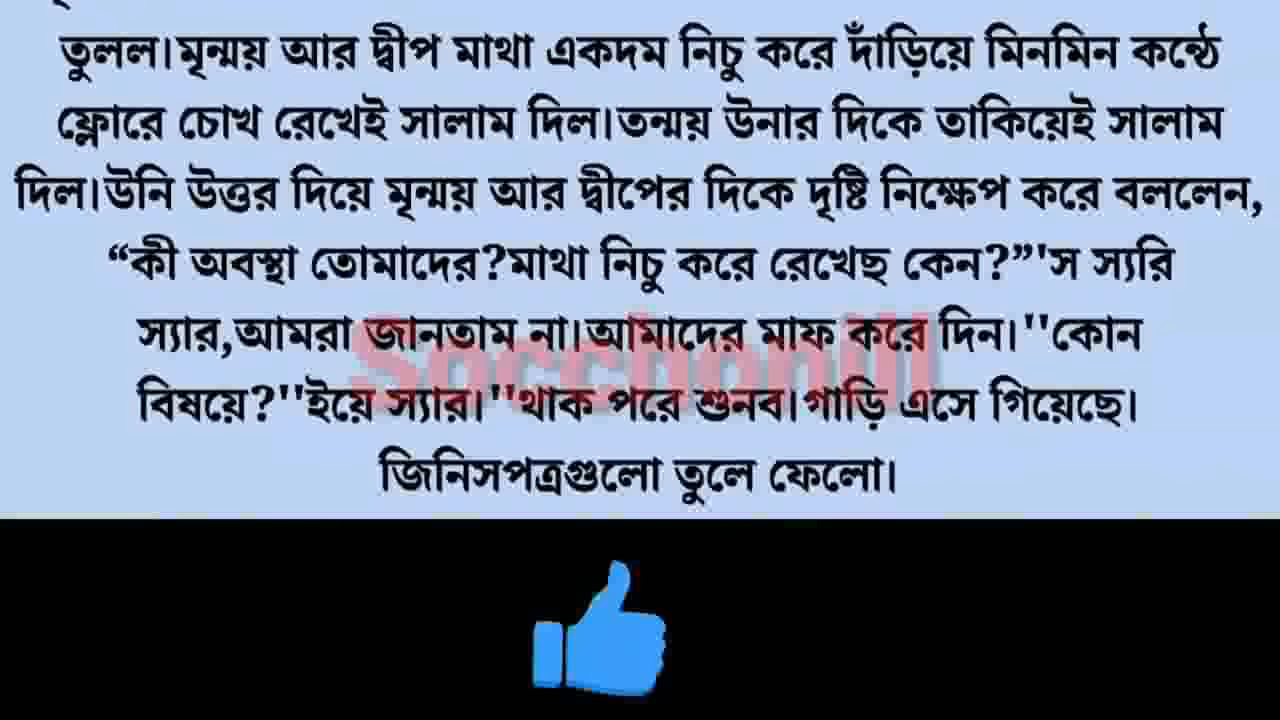 তুলল।মৃন্ময় আর দ্বীপ মাথা একদম নিচু করে দাঁড়িয়ে মিনমিন কন্ঠে
ফ্লোরে চোখ রেখেই সালাম দিল।তন্ময় উনার দিকে তাকিয়েই সালাম
দিল।উনি উত্তর দিয়ে মৃন্ময় আর দ্বীপের দিকে দৃষ্টি নিক্ষেপ করে বললেন,
“কী অবস্থা তোমাদের?মাথা নিচু করে রেখেছ কেন?”'স স্যরি
স্যার,আমরা জানতাম না।আমাদের মাফ করে দিন।''কোন
বিষয়ে?''ইয়ে স্যার।''থাক পরে শুনব।গাড়ি এসে গিয়েছে।
জিনিসপত্রগুলো তুলে ফেলো।